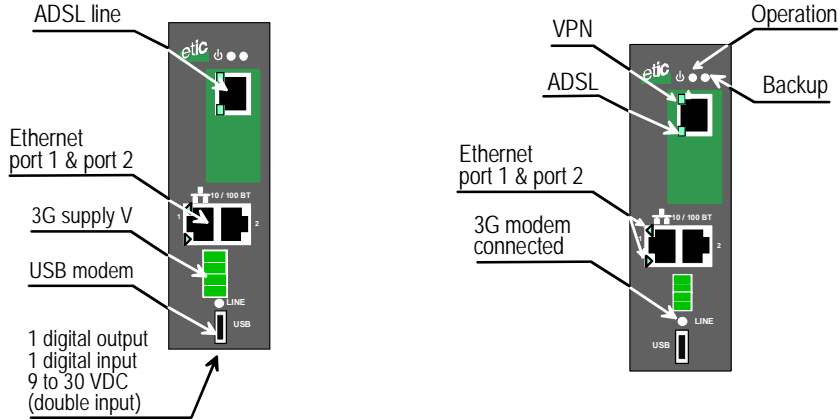 ADSL line
etic
Ethernet
port 1 & port 2
10 / 100 BT
1
2
3G supply V
USB modem
LINE
USB
1 digital output
1 digital input
9 to 30 VDC
(double input)
Operation
VPN
etic
Backup
ADSL
Ethernet
port 1 & port 2
10 / 100 BT
1
2
3G modem
connected
LINE
USB